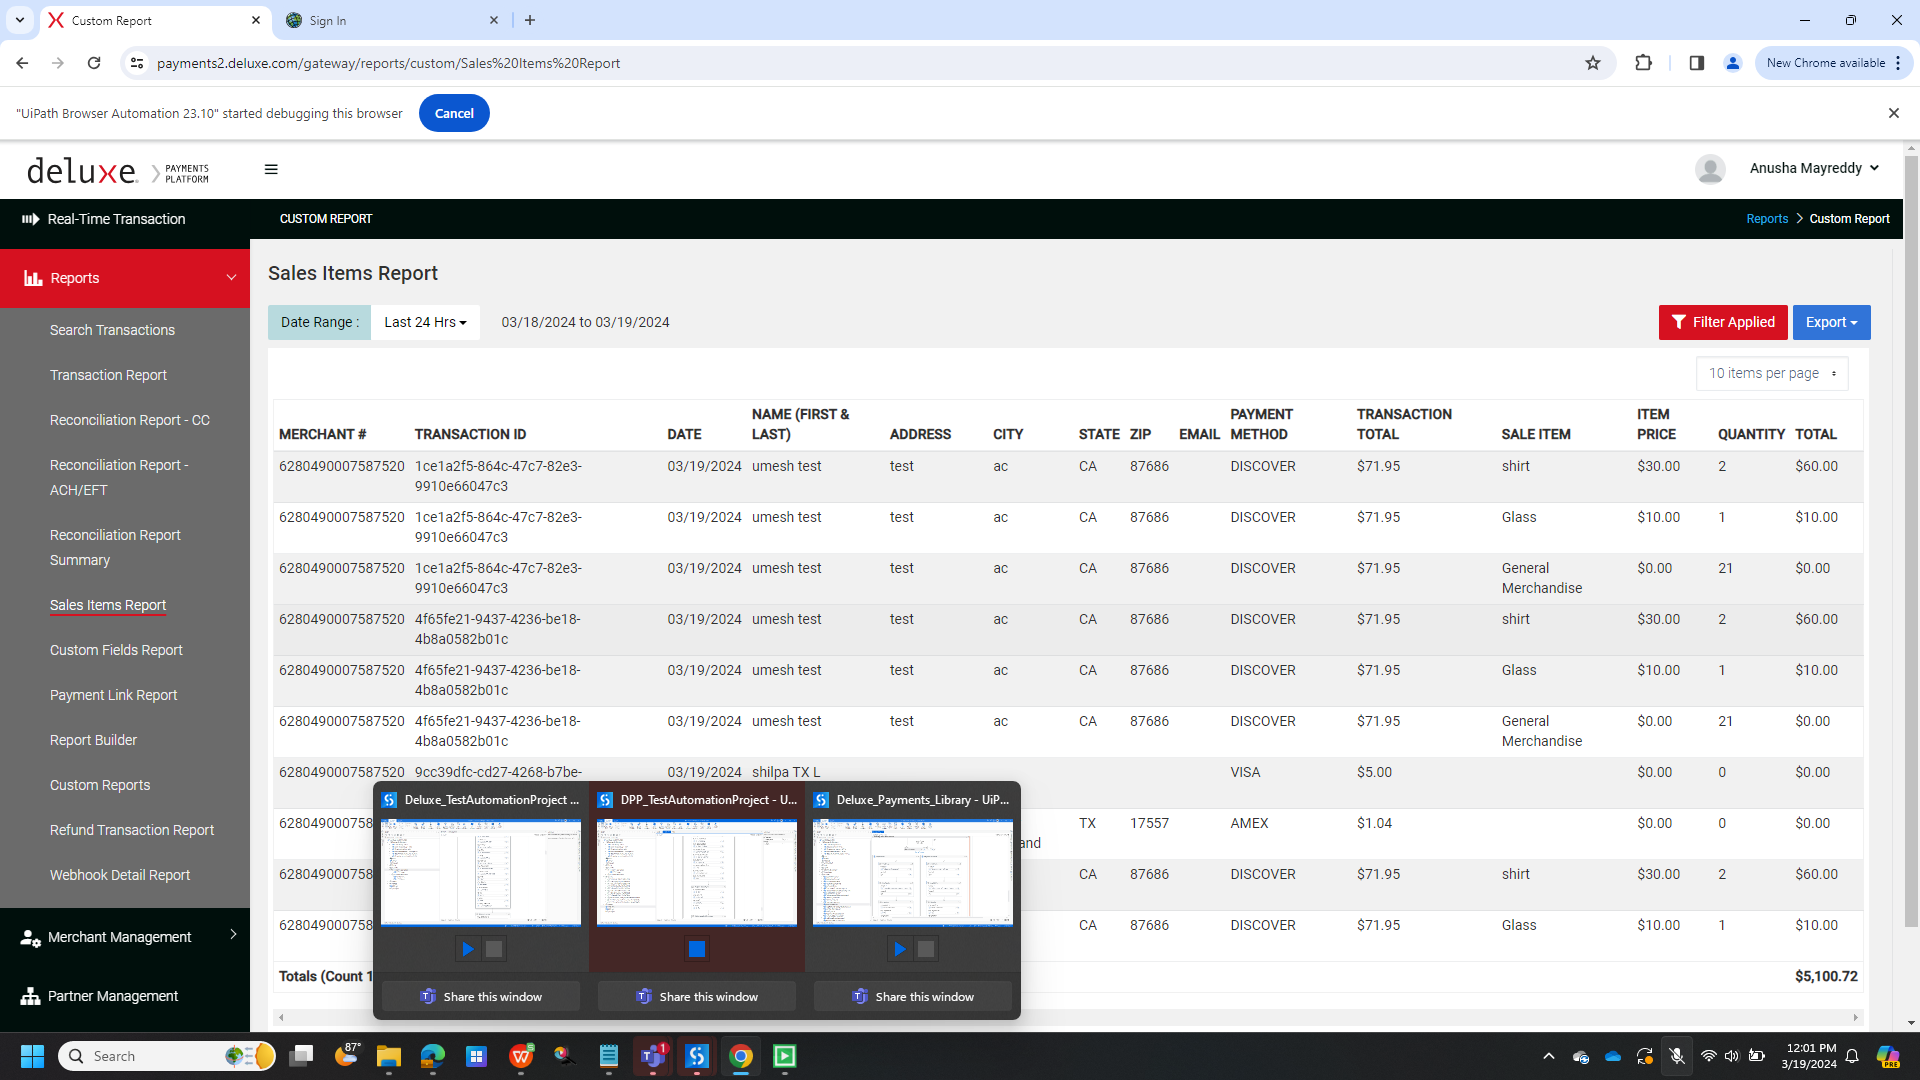 Custom Report
Sign In
payments2.deluxe.com/gateway/reports/custom/Sales%20Items%20Report
New Chrome available
"UiPath Browser Automation 23.10" started debugging this browser
Cancel
deluxe. PAYMENTS PLATFORM
Anusha Mayreddy
Real-Time Transaction
CUSTOM REPORT
Reports > Custom Report
Reports
Search Transactions
Transaction Report
Reconciliation Report - CC
Reconciliation Report -
ACH/EFT
Reconciliation Report
Summary
Sales Items Report
Custom Fields Report
Payment Link Report
Report Builder
Custom Reports
Refund Transaction Report
Webhook Detail Report
Merchant Management
Partner Management
Sales Items Report
Date Range : Last 24 Hrs 03/18/2024 to 03/19/2024
Filter Applied
Export
10 items per page
MERCHANT # TRANSACTION ID DATE NAME (FIRST & LAST) ADDRESS CITY STATE ZIP EMAIL PAYMENT METHOD TRANSACTION TOTAL SALE ITEM ITEM PRICE QUANTITY TOTAL
6280490007587520 1ce1a2f5-864c-47c7-82e3- 03/19/2024 umesh test test ac CA 87686 DISCOVER $71.95 shirt $30.00 2 $60.00
9910e66047c3
6280490007587520 1ce1a2f5-864c-47c7-82e3- 03/19/2024 umesh test test ac CA 87686 DISCOVER $71.95 Glass $10.00 1 $10.00
9910e66047c3
6280490007587520 1ce1a2f5-864c-47c7-82e3- 03/19/2024 umesh test test ac CA 87686 DISCOVER $71.95 General $0.00 21 $0.00
9910e66047c3 Merchandise
6280490007587520 4f65fe21-9437-4236-be18- 03/19/2024 umesh test test ac CA 87686 DISCOVER $71.95 shirt $30.00 2 $60.00
4b8a0582b01c
6280490007587520 4f65fe21-9437-4236-be18- 03/19/2024 umesh test test ac CA 87686 DISCOVER $71.95 Glass $10.00 1 $10.00
4b8a0582b01c
6280490007587520 4f65fe21-9437-4236-be18- 03/19/2024 umesh test test ac CA 87686 DISCOVER $71.95 General $0.00 21 $0.00
4b8a0582b01c Merchandise
6280490007587520 9cc39dfc-cd27-4268-b7be- 03/19/2024 shilpa TX L VISA $5.00 $0.00 0 $0.00
62804900075 TX 17557 AMEX $1.04 $0.00 0 $0.00
and
62804900075 CA 87686 DISCOVER $71.95 shirt $30.00 2 $60.00
62804900075 CA 87686 DISCOVER $71.95 Glass $10.00 1 $10.00
Totals (Count 1 $5,100.72
Deluxe_TestAutomationProject ...
DPP_TestAutomationProject - U...
Deluxe_Payments_Library - UiP...
Share this window
Share this window
Share this window
Search
87°
1
12:01 PM
3/19/2024
PRE